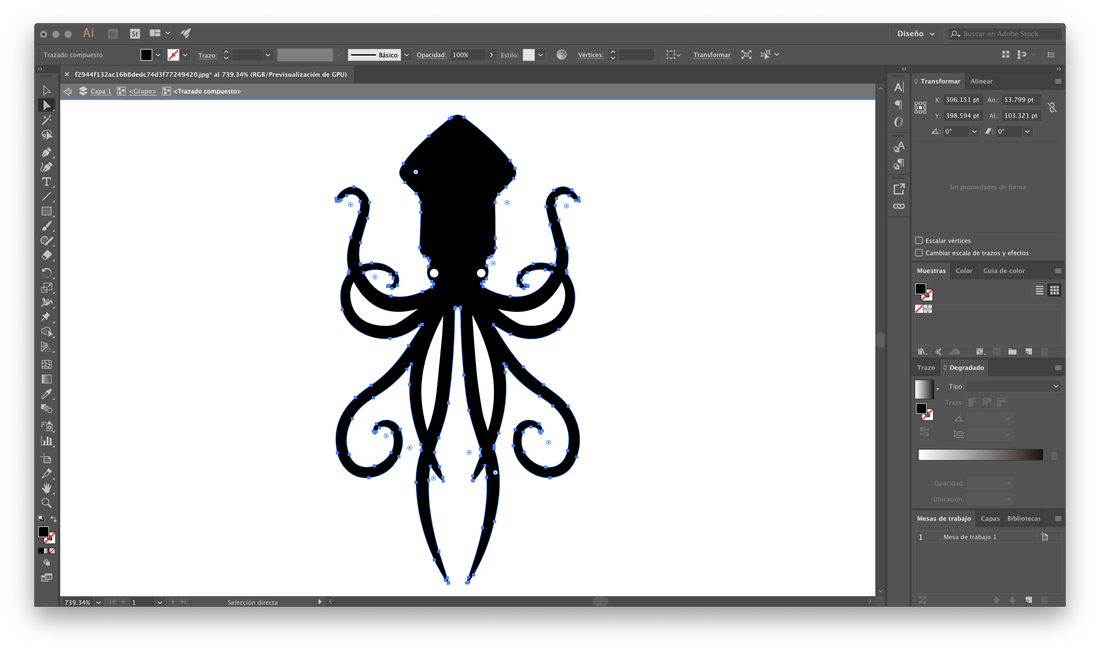 Ai Br St Diseño Buscar en Adobe Stock
Trazado compuesto Trazo: Básico Opacidad: 100% Estilo: Vértices: Transformar
× f2944f132ac16b8dedc74d3f77249420.jpg* al 739.34% (RGB/Previsualización de GPU)
Capa 1 <Grupo> <Trazado compuesto>
Transformar Alinear
X: 306.151 pt An.: 53.799 pt
Y: 398.594 pt Al.: 103.321 pt
0° 0°
Sin propiedades de forma
Escalar vértices
Cambiar escala de trazos y efectos
Muestras Color Guía de color
Trazo Degradado
Tipo:
Trazo:
Opacidad:
Ubicación:
Mesas de trabajo Capas Bibliotecas
1 Mesa de trabajo 1
739.34% 1 Selección directa